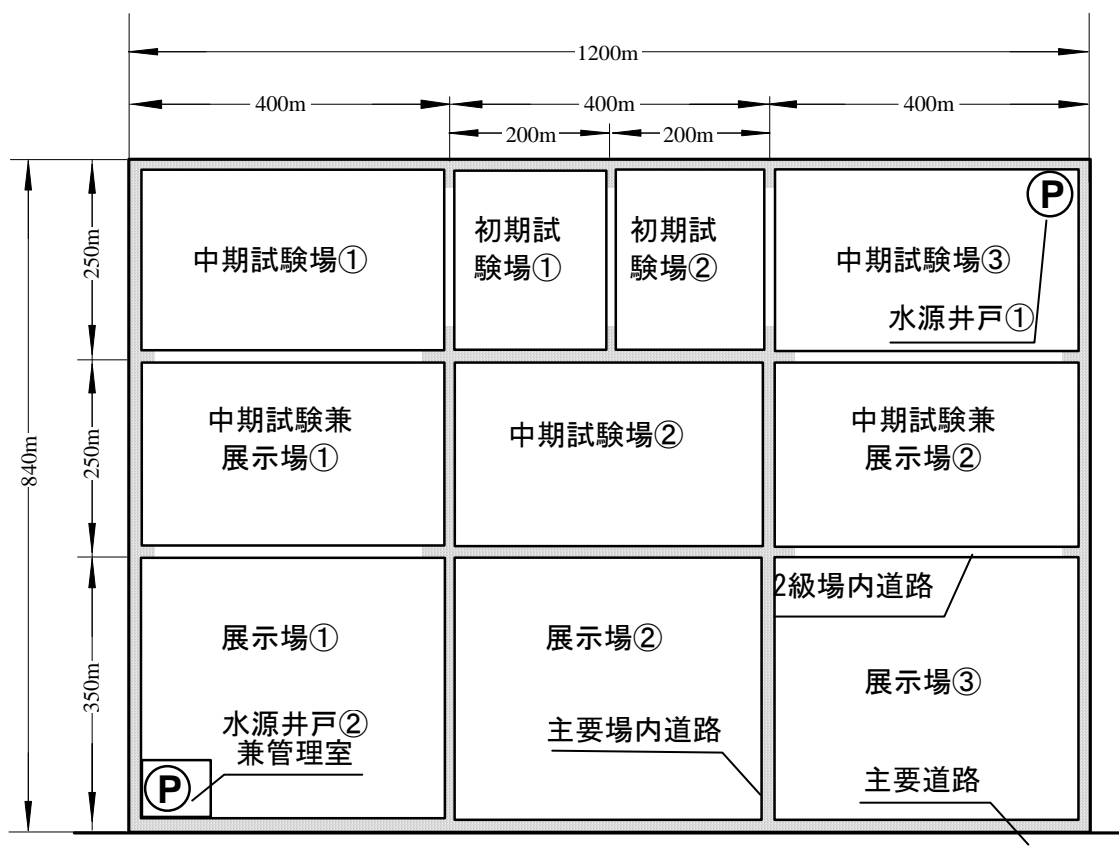 1200m
400m
400m
400m
200m
200m
840m
250m
250m
350m
中期試験場①
初期試
験場①
初期試
験場②
中期試験場③
P
水源井戸①
中期試験兼
展示場①
中期試験場②
中期試験兼
展示場②
2級場内道路
展示場①
展示場②
展示場③
水源井戸②
兼管理室
P
主要場内道路
主要道路